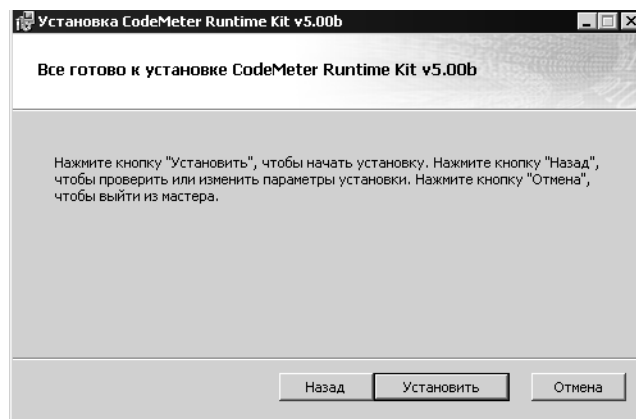 Установка CodeMeter Runtime Kit v5.00b
Все готово к установке CodeMeter Runtime Kit v5.00b
Нажмите кнопку "Установить", чтобы начать установку. Нажмите кнопку "Назад",
чтобы проверить или изменить параметры установки. Нажмите кнопку "Отмена",
чтобы выйти из мастера.
Назад Установить Отмена